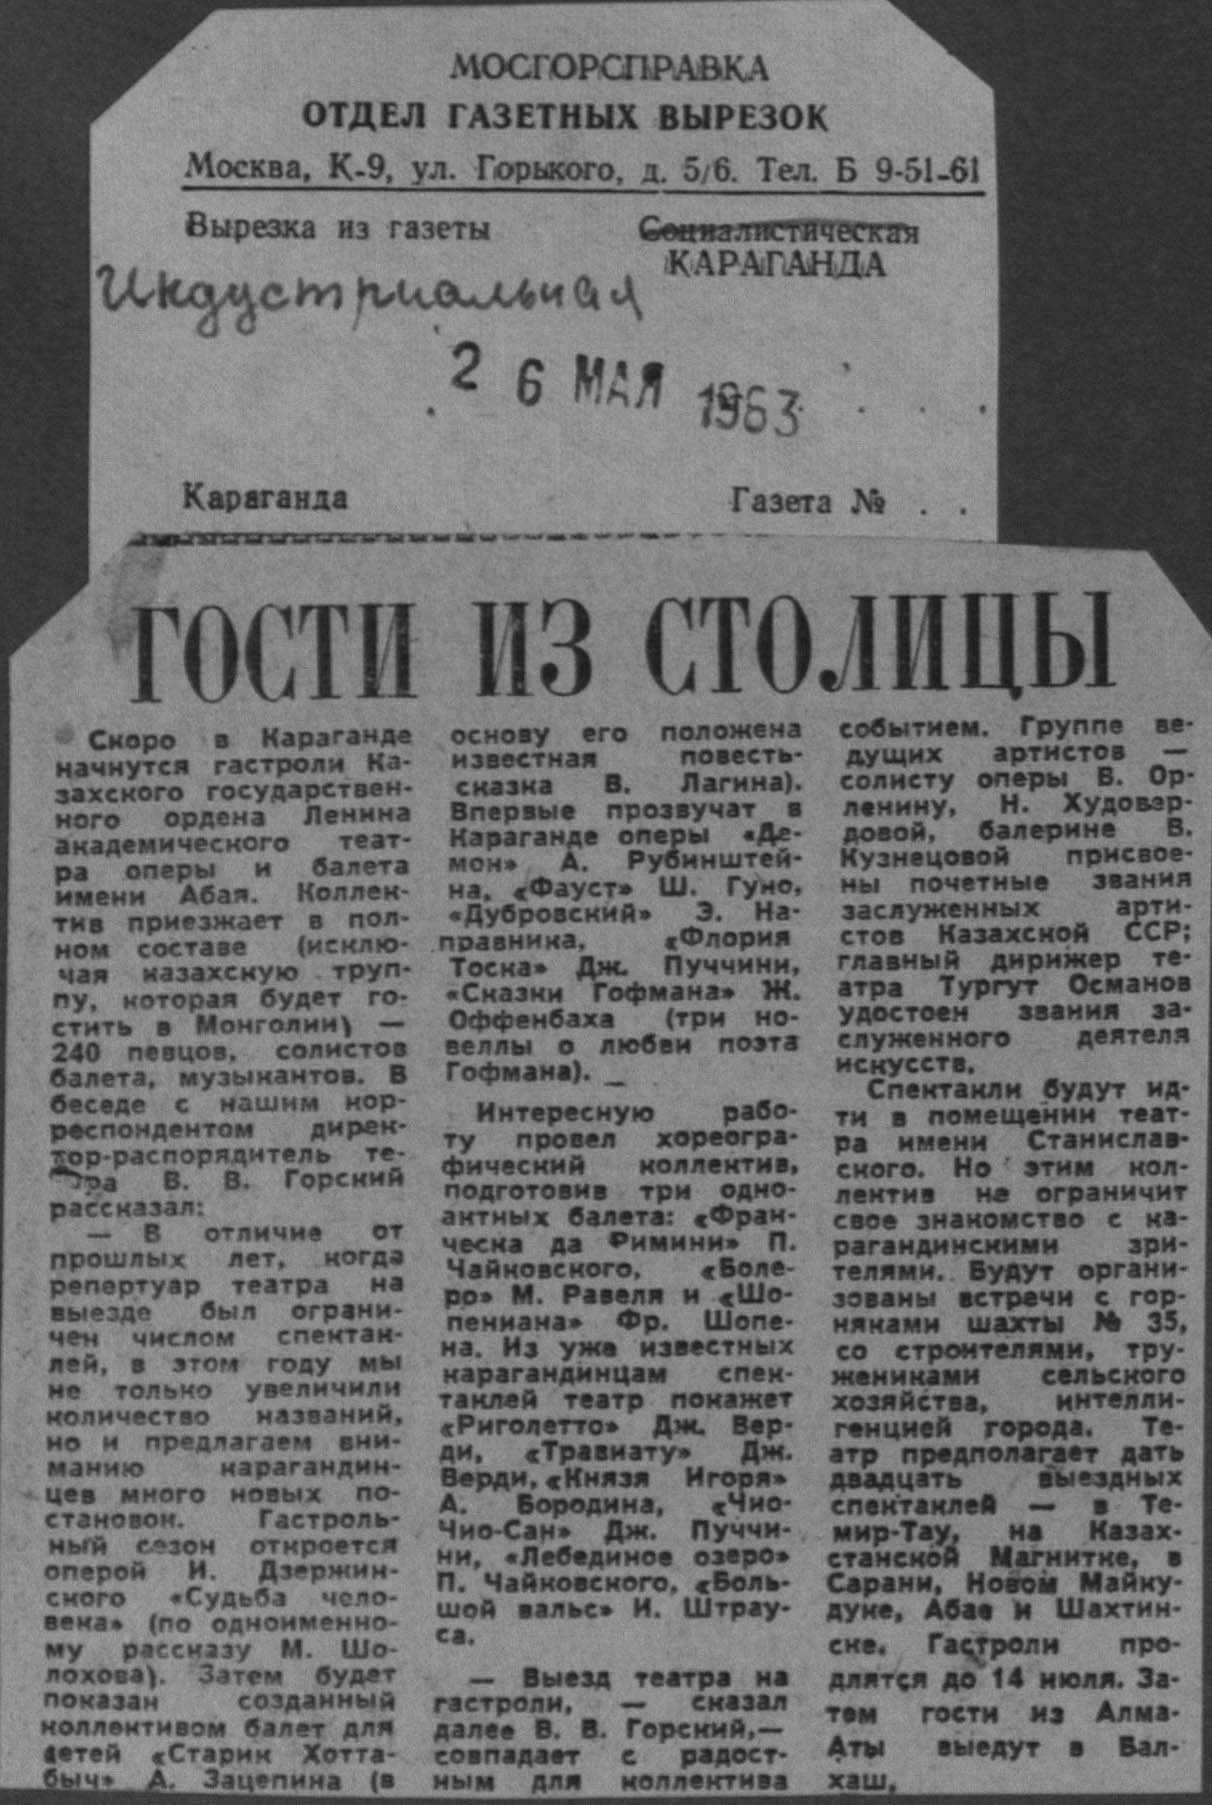 МОСГОРСПРАВКА
ОТДЕЛ ГАЗЕТНЫХ ВЫРЕЗОК
Москва, К-9, ул. Горького, д. 5/6. Тел. Б 9-51-61
Вырезка из газеты
Социалистическая
КАРАГАНДА
Индустриальная
26 МАЯ 1963
Караганда Газета № . .
ГОСТИ ИЗ СТОЛИЦЫ
Скоро в Караганде
начнутся гастроли Ка-
захского государствен-
ного ордена Ленина
академического теат-
ра оперы и балета
имени Абая. Коллек-
тив приезжает в пол-
ном составе (исклю-
чая казахскую труп-
пу, которая будет го-
стить в Монголии) —
240 певцов, солистов
балета, музыкантов. В
беседе с нашим кор-
респондентом дирек-
тор-распорядитель те-
атра В. В. Горский
рассказал:
— В отличие от
прошлых лет, когда
репертуар театра на
выезде был ограни-
чен числом спектак-
лей, в этом году мы
не только увеличили
количество названий,
но и предлагаем вни-
манию карагандин-
цев много новых по-
становок. Гастроль-
ный сезон откроется
оперой И. Дзержин-
ского «Судьба чело-
века» (по одноименно-
му рассказу М. Шо-
лохова). Затем будет
показан созданный
коллективом балет для
детей «Старик Хотта-
быч» А. Зацепина (в
основу его положена
известная повесть-
сказка В. Лагина).
Впервые прозвучат в
Караганде оперы «Де-
мон» А. Рубинштей-
на, «Фауст» Ш. Гуно,
«Дубровский» Э. На-
правника, «Флория
Тоска» Дж. Пуччини,
«Сказки Гофмана» Ж.
Оффенбаха (три но-
веллы о любви поэта
Гофмана).
Интересную рабо-
ту провел хореогра-
фический коллектив,
подготовив три одно-
актных балета: «Фран-
ческа да Римини» П.
Чайковского, «Боле-
ро» М. Равеля и «Шо-
пениана» Фр. Шопе-
на. Из уже известных
карагандинцам спек-
таклей театр покажет
«Риголетто» Дж. Вер-
ди, «Травиату» Дж.
Верди, «Князя Игоря»
А. Бородина, «Чио-
Чио-Сан» Дж. Пуччи-
ни, «Лебединое озеро»
П. Чайковского, «Боль-
шой вальс» И. Штрау-
са.
— Выезд театра на
гастроли, — сказал
далее В. В. Горский,—
совпадает с радост-
ным для коллектива
событием. Группе ве-
дущих артистов —
солисту оперы В. Ор-
ленину, Н. Худовер-
довой, балерине В.
Кузнецовой присвое-
ны почетные звания
заслуженных арти-
стов Казахской ССР;
главный дирижер те-
атра Тургут Османов
удостоен звания за-
служенного деятеля
искусств.
Спектакли будут ид-
ти в помещении теат-
ра имени Станислав-
ского. Но этим кол-
лектив не ограничит
свое знакомство с ка-
рагандинскими зри-
телями. Будут органи-
зованы встречи с гор-
няками шахты № 35,
со строителями, тру-
жениками сельского
хозяйства, интелли-
генцией города. Те-
атр предполагает дать
двадцать выездных
спектаклей — в Те-
мир-Тау, на Казах-
станской Магнитке, в
Сарани, Новом Майку-
дуке, Абае и Шахтин-
ске. Гастроли про-
длятся до 14 июля. За-
тем гости из Алма-
Аты выедут в Бал-
хаш.